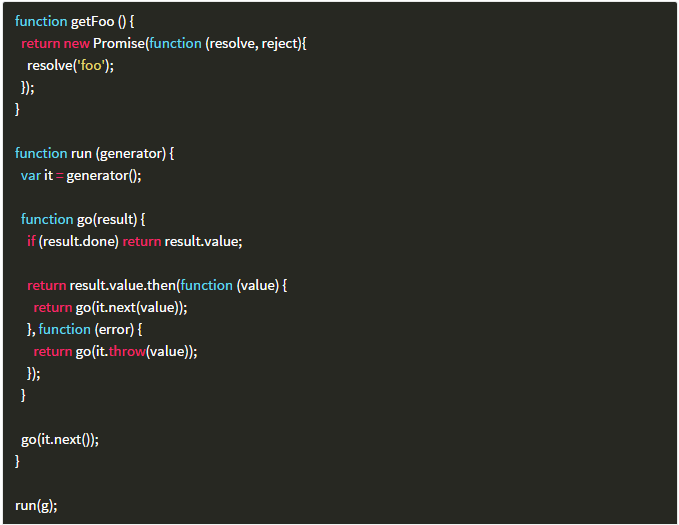 function getFoo () {
return new Promise(function (resolve, reject){
resolve('foo');
});
}
function run (generator) {
var it = generator();
function go(result) {
if (result.done) return result.value;
return result.value.then(function (value) {
return go(it.next(value));
}, function (error) {
return go(it.throw(value));
});
}
go(it.next());
}
run(g);